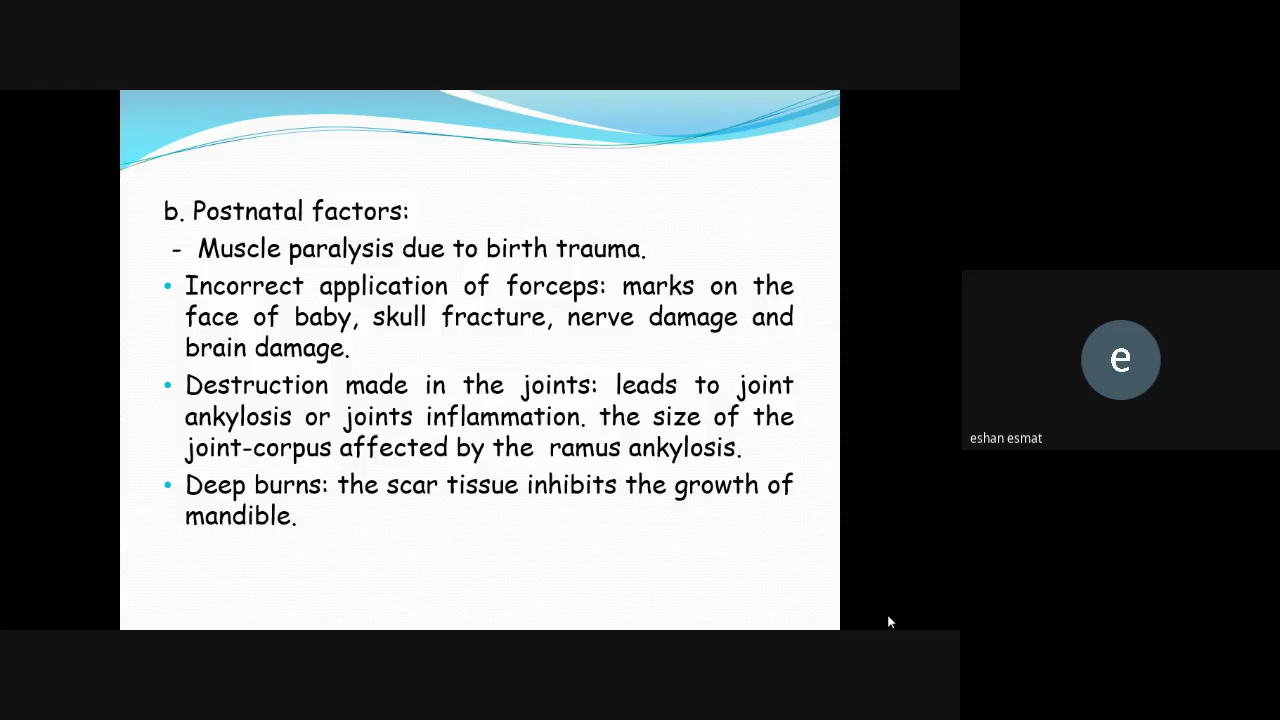 b. Postnatal factors:
- Muscle paralysis due to birth trauma.
• Incorrect application of forceps: marks on the
face of baby, skull fracture, nerve damage and
brain damage.
• Destruction made in the joints: leads to joint
ankylosis or joints inflammation. the size of the
joint-corpus affected by the ramus ankylosis.
• Deep burns: the scar tissue inhibits the growth of
mandible.
e
eshan esmat